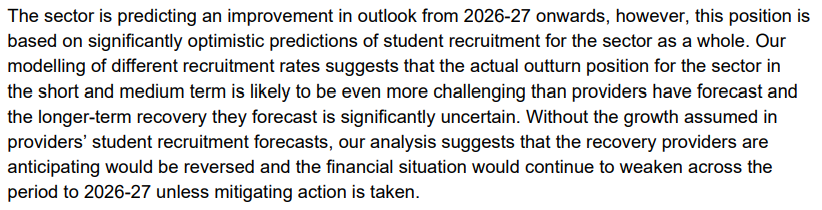 The sector is predicting an improvement in outlook from 2026-27 onwards, however, this position is
based on significantly optimistic predictions of student recruitment for the sector as a whole. Our
modelling of different recruitment rates suggests that the actual outturn position for the sector in
the short and medium term is likely to be even more challenging than providers have forecast and
the longer-term recovery they forecast is significantly uncertain. Without the growth assumed in
providers’ student recruitment forecasts, our analysis suggests that the recovery providers are
anticipating would be reversed and the financial situation would continue to weaken across the
period to 2026-27 unless mitigating action is taken.